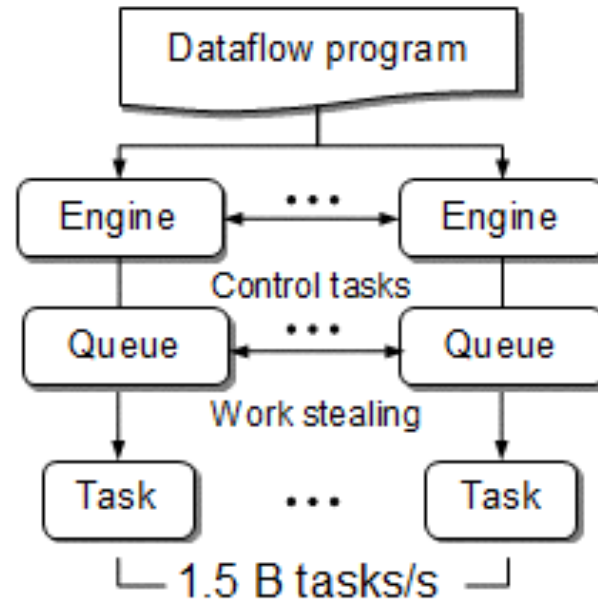 Dataflow program
•••
Engine Engine
Control tasks
•••
Queue Queue
Work stealing
Task ••• Task
1.5 B tasks/s